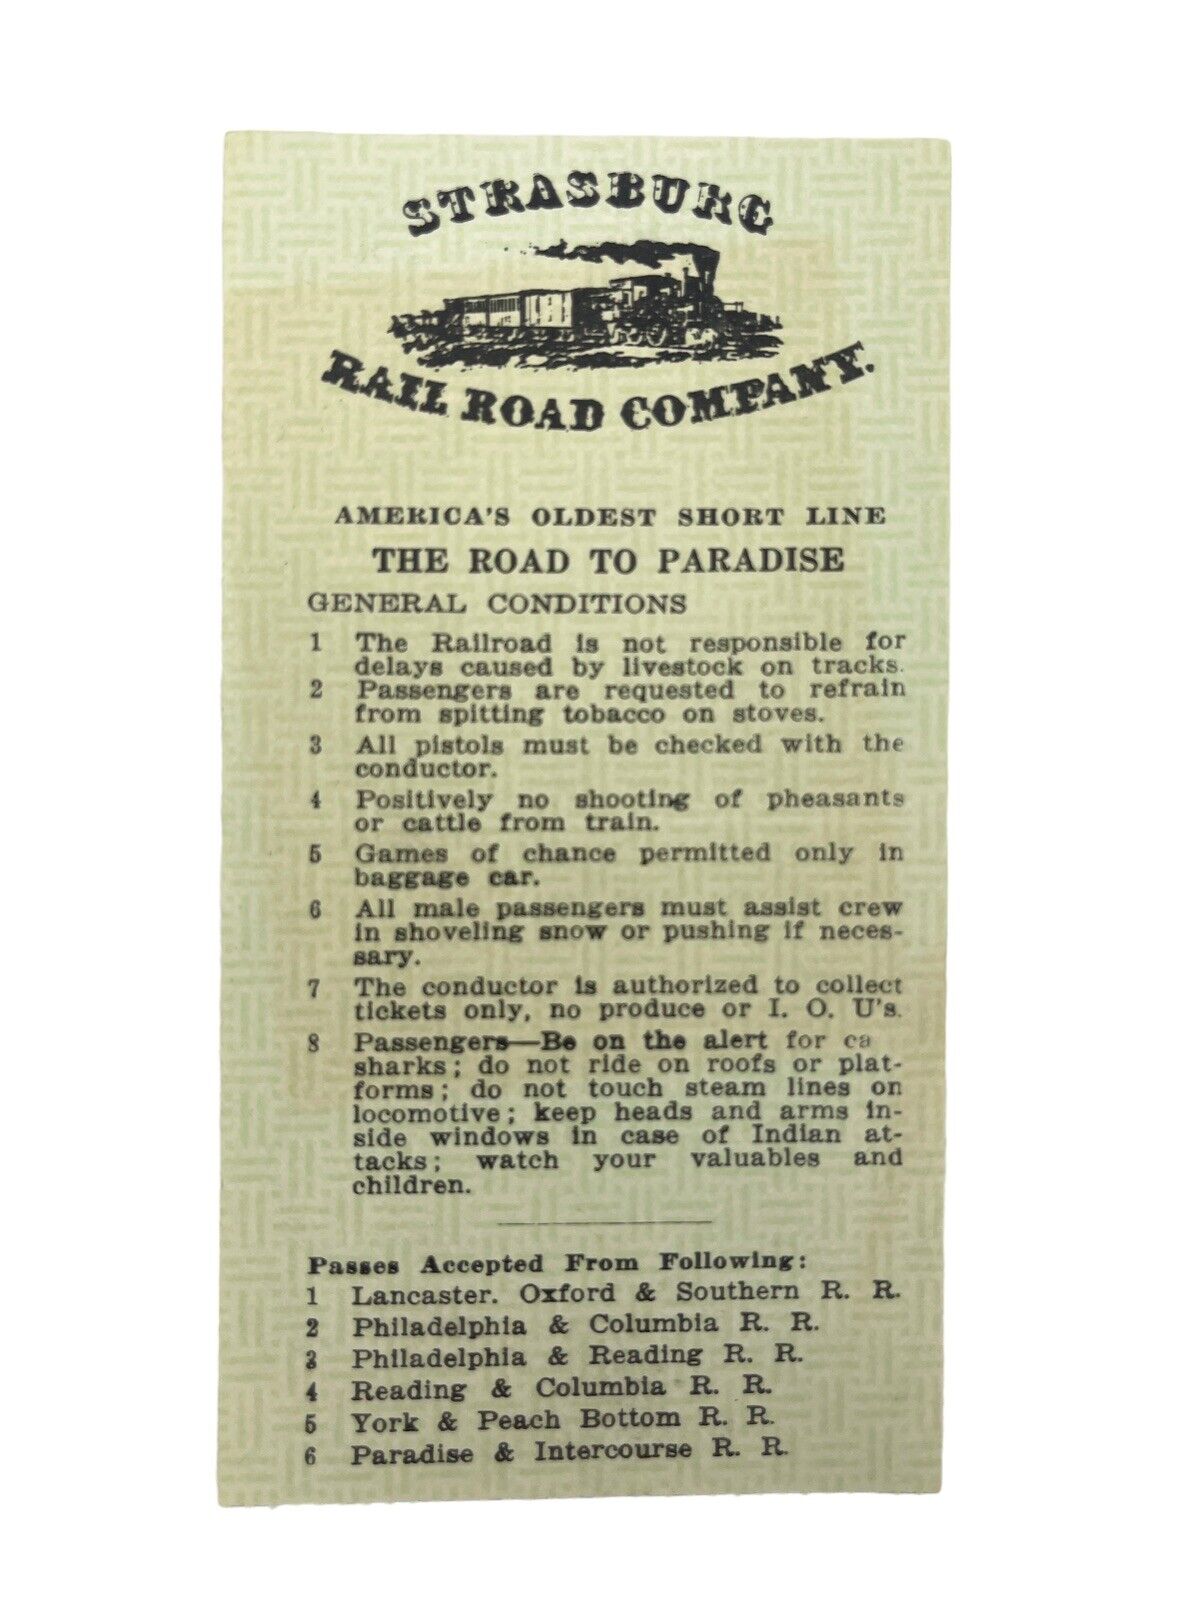 STRASBURG
RAIL ROAD COMPANY.
AMERICA'S OLDEST SHORT LINE
THE ROAD TO PARADISE
GENERAL CONDITIONS
1 The Railroad is not responsible for
delays caused by livestock on tracks.
2 Passengers are requested to refrain
from spitting tobacco on stoves.
3 All pistols must be checked with the
conductor.
4 Positively no shooting of pheasants
or cattle from train.
5 Games of chance permitted only in
baggage car.
6 All male passengers must assist crew
in shoveling snow or pushing if neces-
sary.
7 The conductor is authorized to collect
tickets only, no produce or I. O. U's.
8 Passengers—Be on the alert for
sharks; do not ride on roofs or plat-
forms; do not touch steam lines on
locomotive; keep heads and arms in-
side windows in case of Indian at-
tacks; watch your valuables and
children.
Passes Accepted From Following:
1 Lancaster. Oxford & Southern R. R.
2 Philadelphia & Columbia R. R.
3 Philadelphia & Reading R. R.
4 Reading & Columbia R. R.
5 York & Peach Bottom R. R.
6 Paradise & Intercourse R. R.